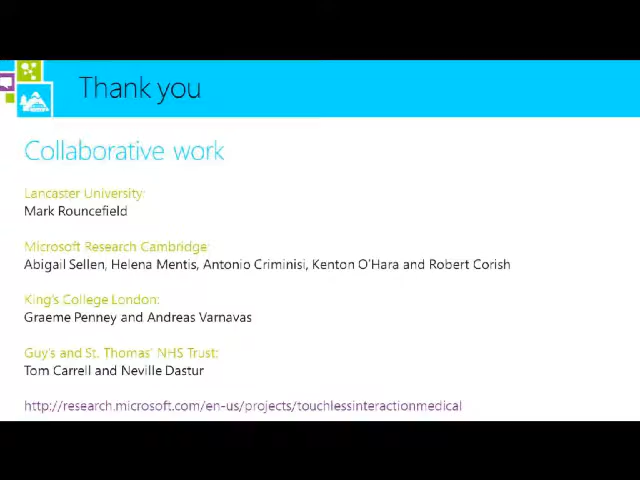 Thank you
Collaborative work
Lancaster University:
Mark Rouncefield
Microsoft Research Cambridge:
Abigail Sellen, Helena Mentis, Antonio Criminisi, Kenton O'Hara and Robert Corish
King's College London:
Graeme Penney and Andreas Varnavas
Guy's and St. Thomas' NHS Trust:
Tom Carrell and Neville Dastur
http://research.microsoft.com/en-us/projects/touchlessinteractionmedical